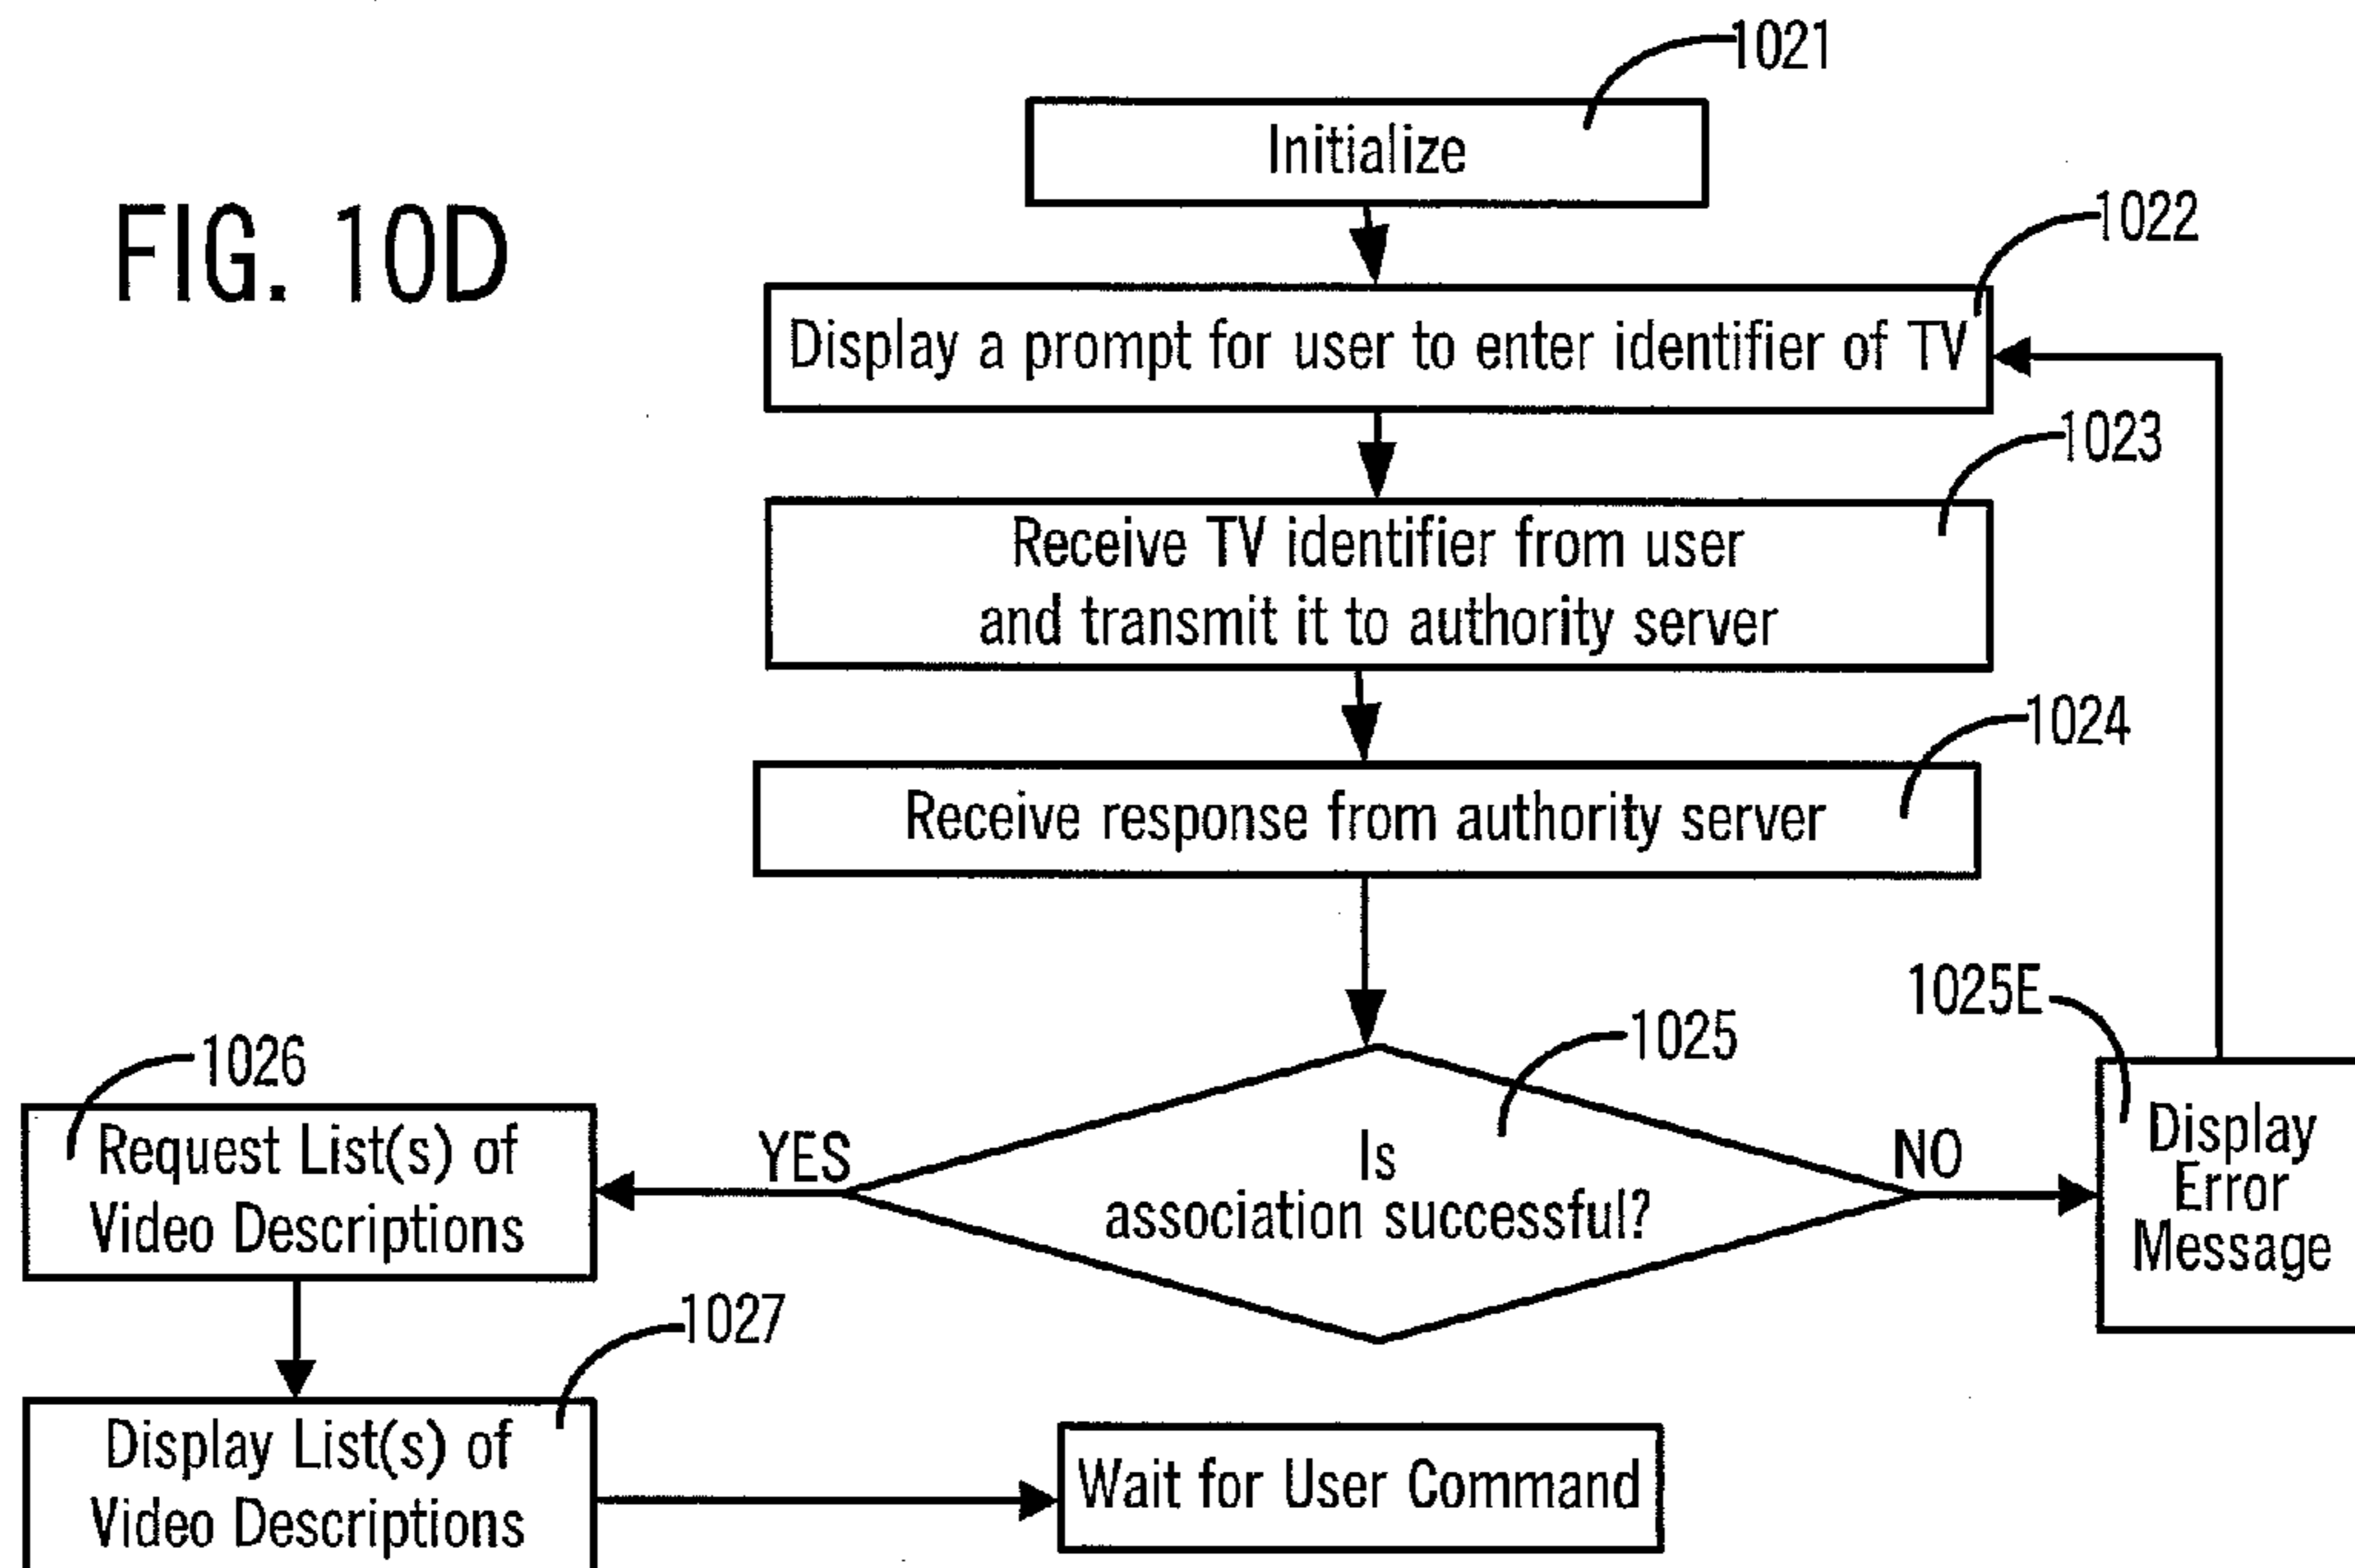 FIG. 10D
1021
Initialize
1022
Display a prompt for user to enter identifier of TV
1023
Receive TV identifier from user
and transmit it to authority server
1024
Receive response from authority server
1025
Is
association successful?
YES
NO
1025E
Display
Error
Message
1026
Request List(s) of
Video Descriptions
1027
Display List(s) of
Video Descriptions
Wait for User Command